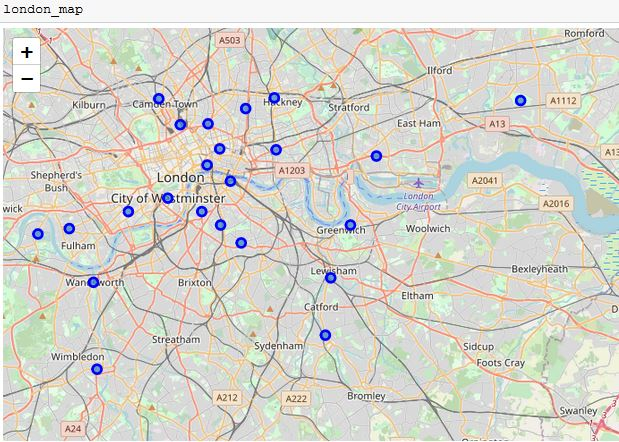 london_map
+
−
A503
Romford
Ilford
Kilburn
Camden Town
Hackney
Stratford
A1112
East Ham
A13
A1203
Shepherd's
Bush
London
City of Westminster
London
City Airport
A2041
A2016
wick
Fulham
Greenwich
Woolwich
Wandsworth
Brixton
Lewisham
Bexleyheath
Catford
Eltham
Streatham
Sydenham
Wimbledon
Sidcup
Foots Cray
A212
A222
Bromley
Swanley
A24